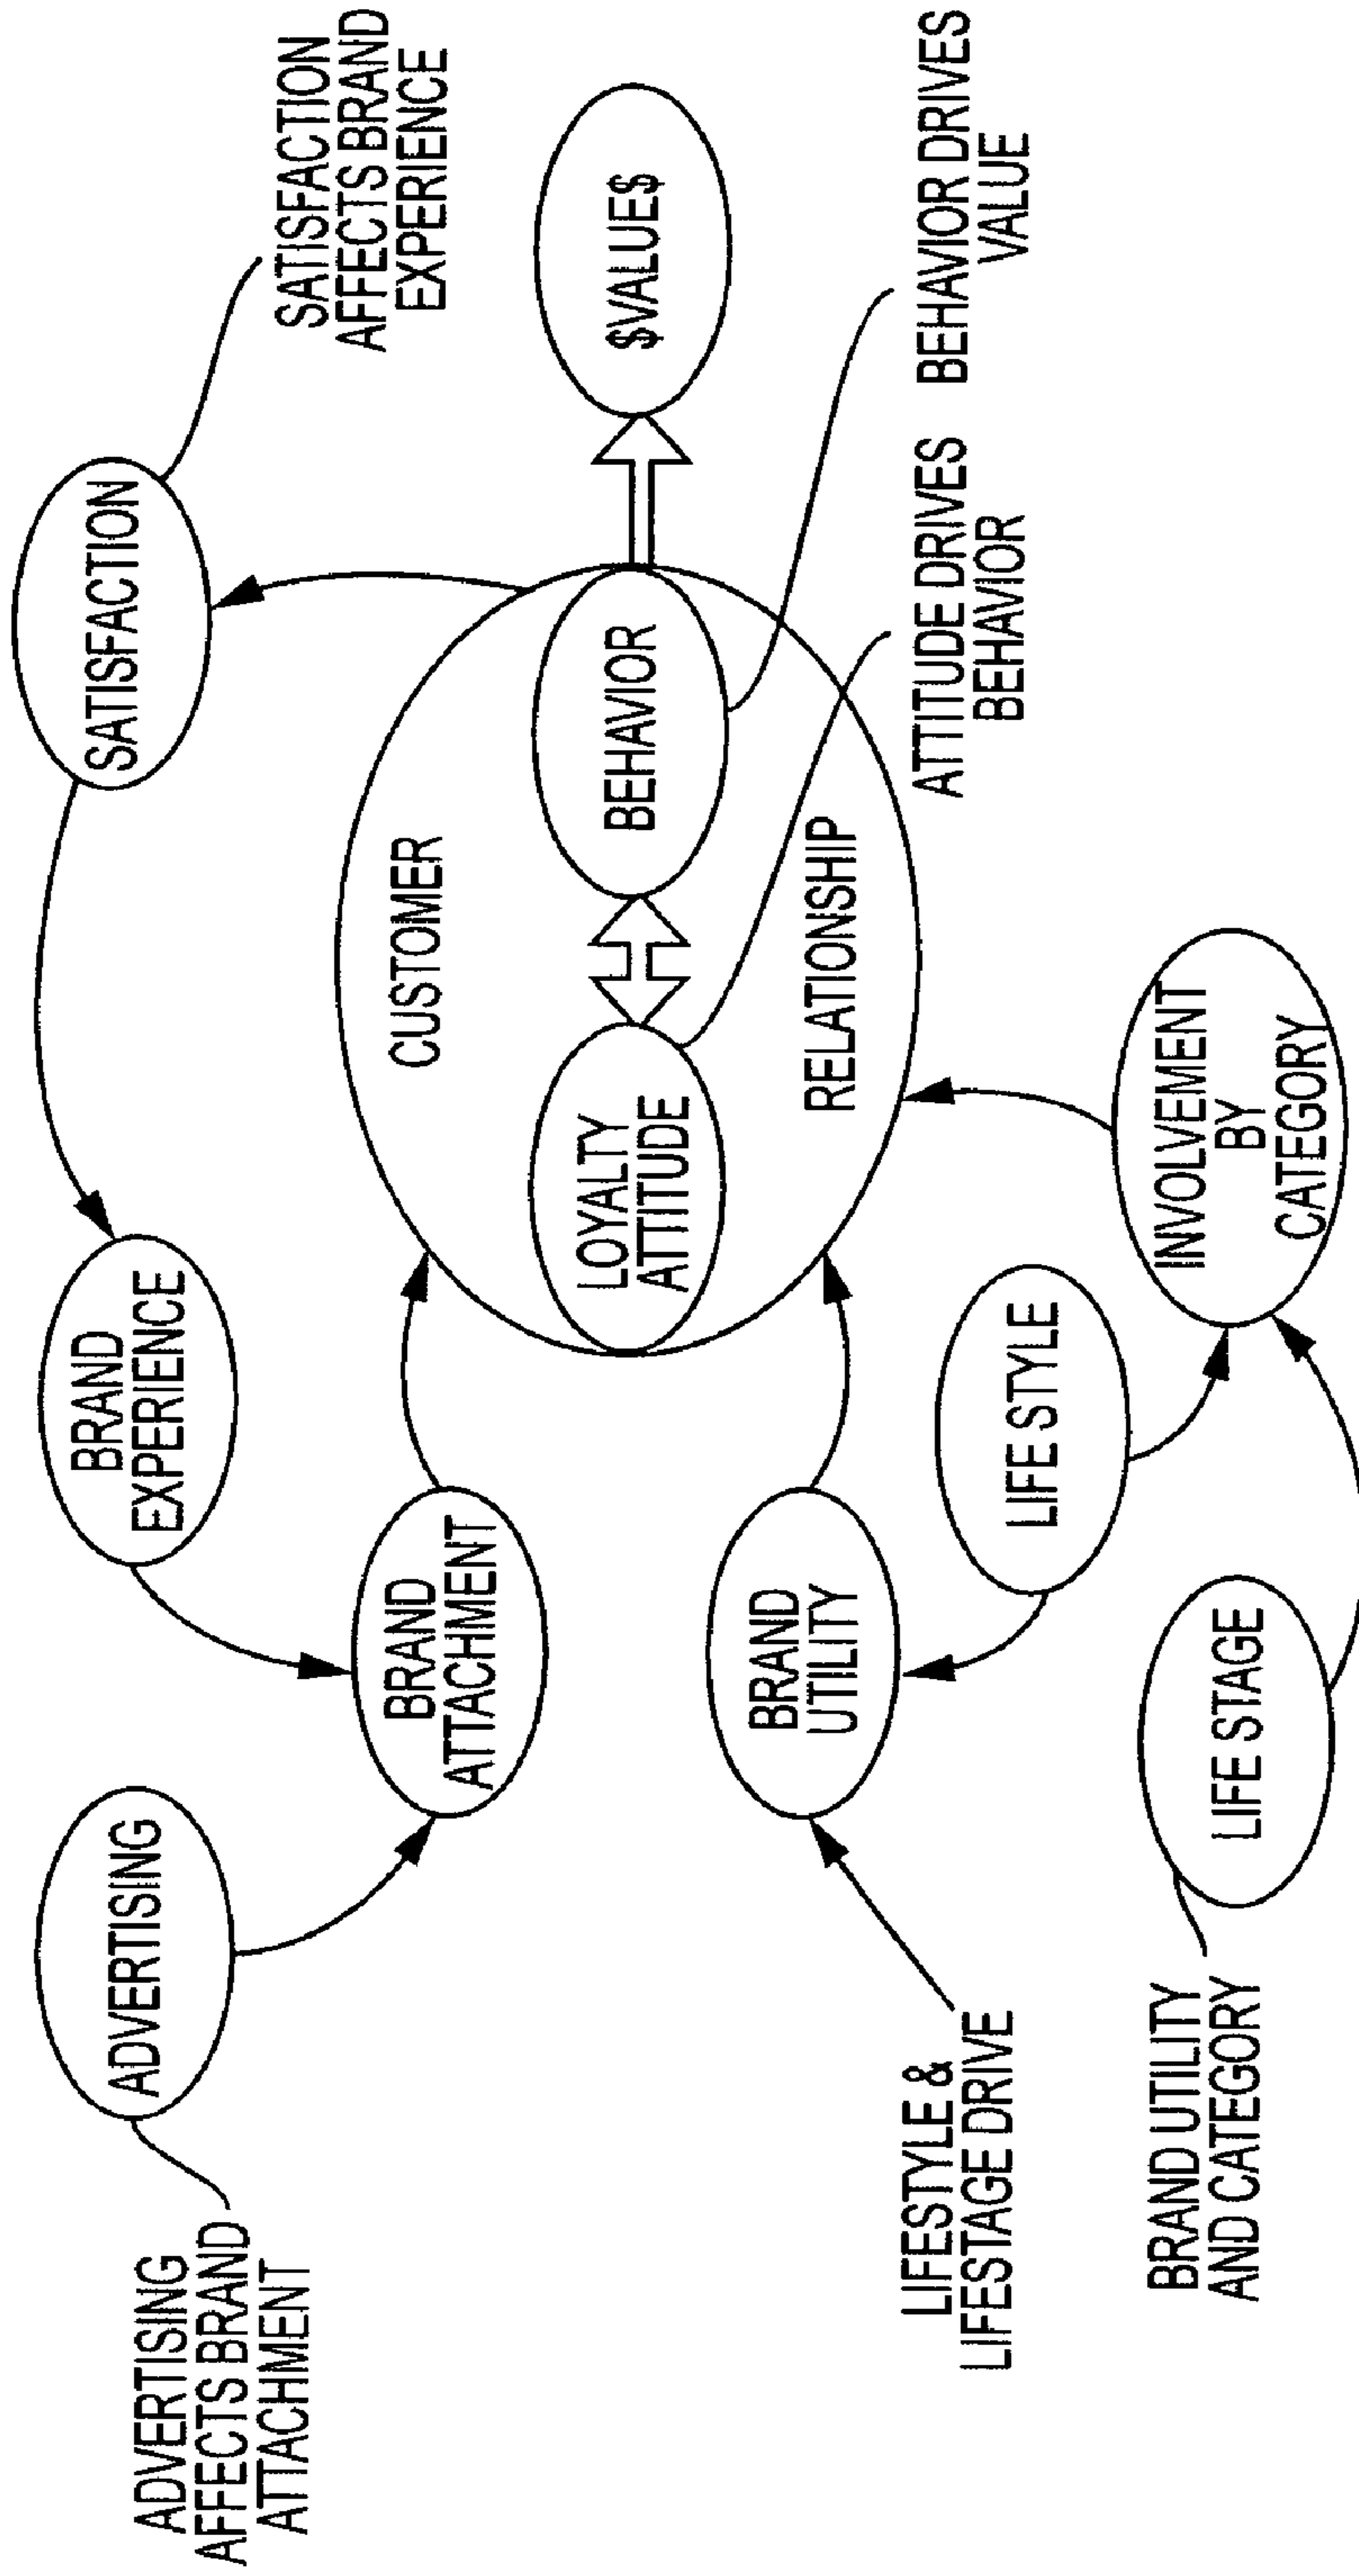 ADVERTISING
AFFECTS BRAND
ATTACHMENT
ADVERTISING
BRAND
EXPERIENCE
SATISFACTION
SATISFACTION
AFFECTS BRAND
EXPERIENCE
BRAND
ATTACHMENT
CUSTOMER
LOYALTY
ATTITUDE
BEHAVIOR
$VALUE$
RELATIONSHIP
BRAND
UTILITY
LIFESTYLE &
LIFESTAGE DRIVE
LIFE STYLE
ATTITUDE DRIVES
BEHAVIOR
BEHAVIOR DRIVES
VALUE
BRAND UTILITY
AND CATEGORY
LIFE STAGE
INVOLVEMENT
BY
CATEGORY